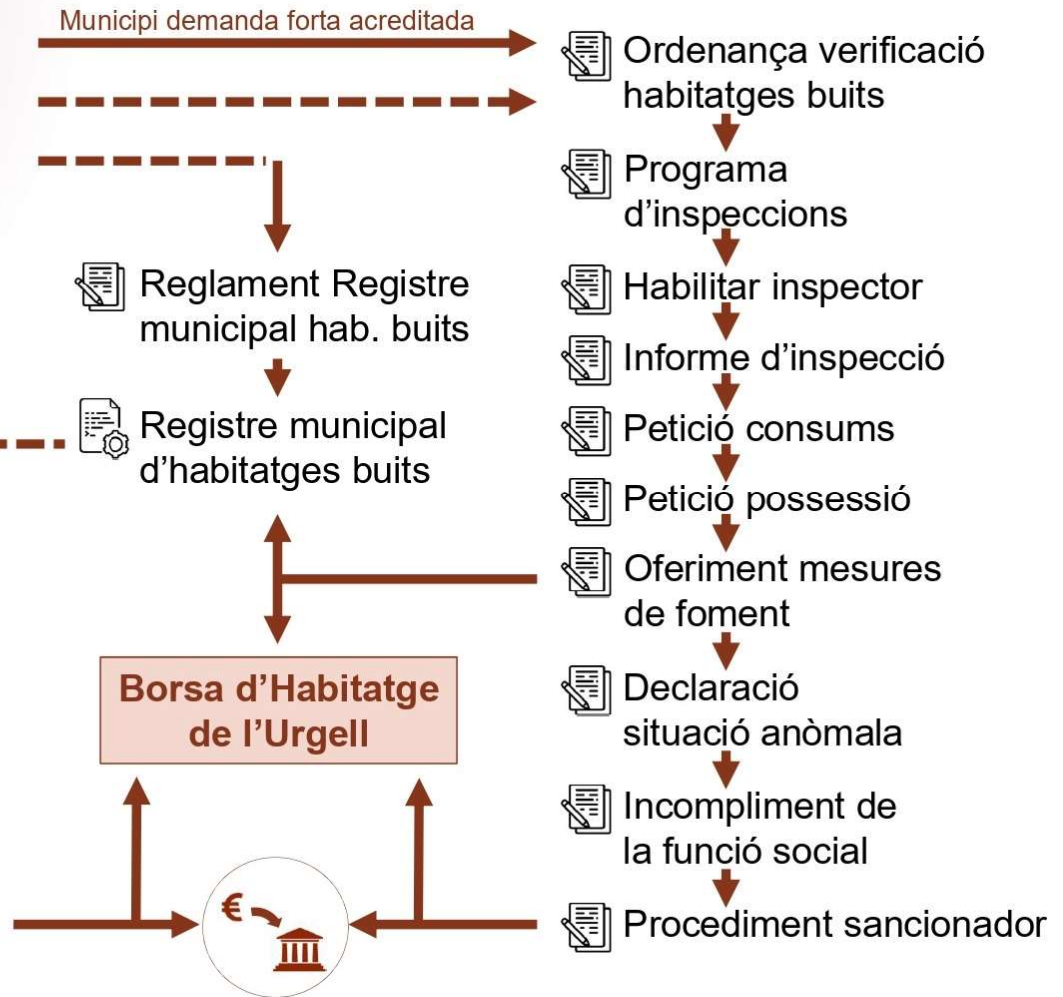 Municipi demanda forta acreditada
Ordenança verificació
habitatges buits
Programa
d'inspeccions
Habilitar inspector
Informe d'inspecció
Petició consums
Petició possessió
Oferiment mesures
de foment
Declaració
situació anòmala
Incompliment de
la funció social
Procediment sancionador
Reglament Registre
municipal hab. buits
Registre municipal
d'habitatges buits
Borsa d'Habitatge
de l'Urgell
€